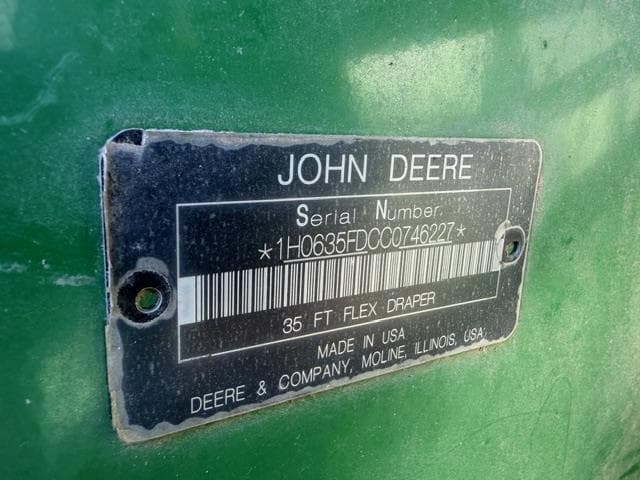 JOHN DEERE
Serial Number
*1H0635FDCC0746227*
35 FT FLEX DRAPER
MADE IN USA
DEERE & COMPANY, MOLINE, ILLINOIS, USA